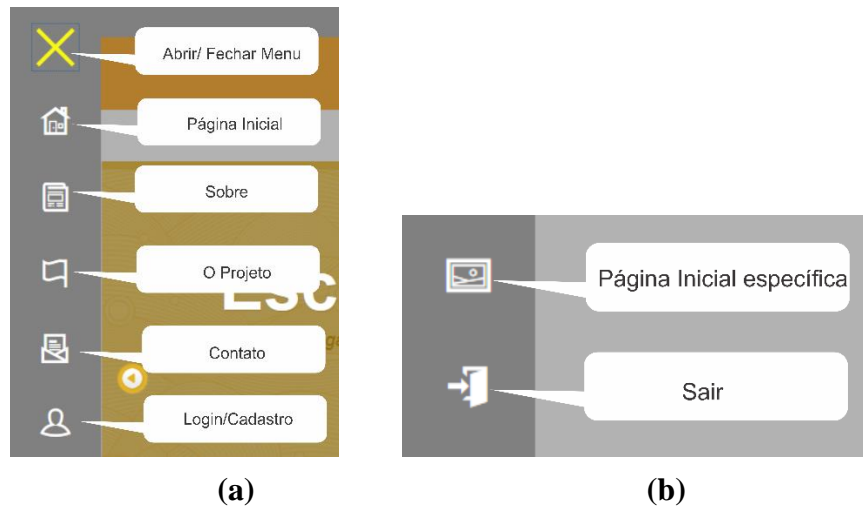 Abrir/ Fechar Menu
Página Inicial
Sobre
O Projeto
Esc
Contato
Login/Cadastro
(a)
Página Inicial específica
Sair
(b)